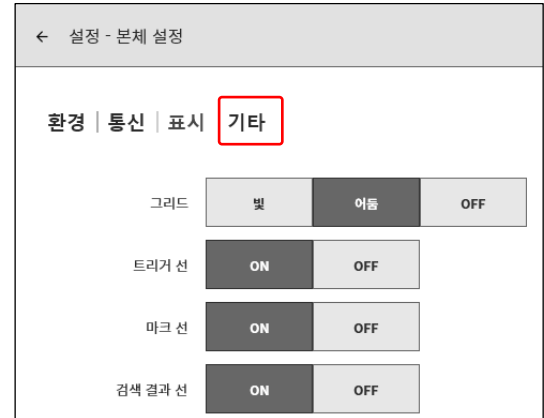 ← 설정 - 본체 설정
환경 | 통신 | 표시 기타
그리드 빛 어둠 OFF
트리거 선 ON OFF
마크 선 ON OFF
검색 결과 선 ON OFF